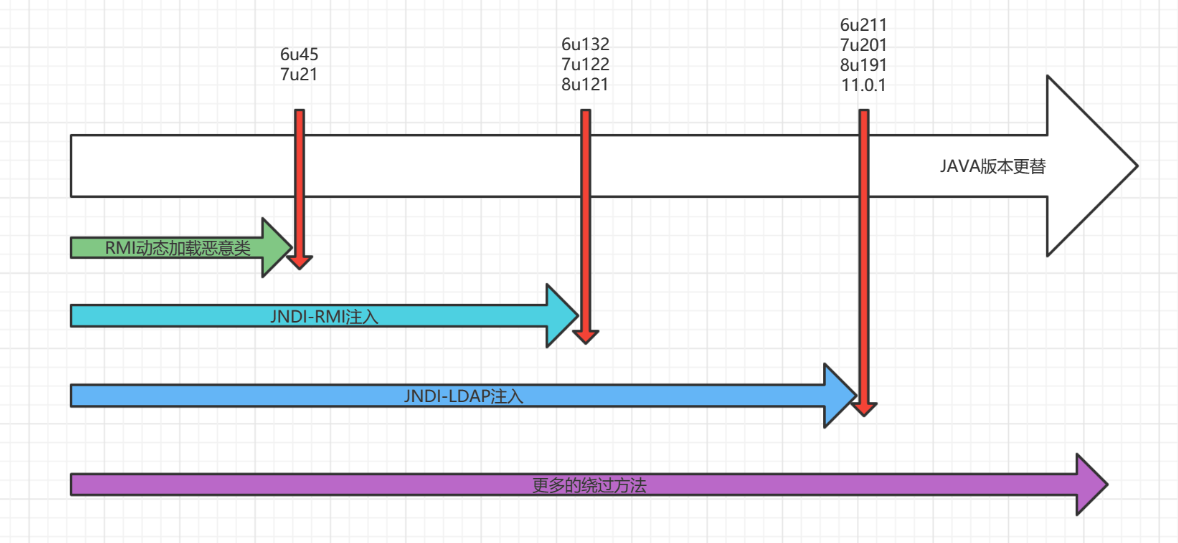 6u45
7u21
6u132
7u122
8u121
6u211
7u201
8u191
11.0.1
JAVA版本更替
RMI动态加载恶意类
JNDI-RMI注入
JNDI-LDAP注入
更多的绕过方法